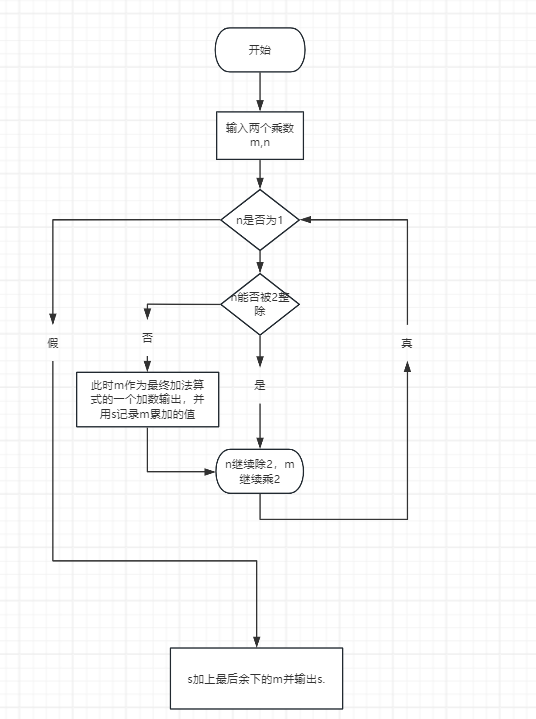 开始
输入两个乘数
m,n
n是否为1
n能否被2整
除
假
否
真
是
此时m作为最终加法算
式的一个加数输出，并
用s记录m累加的值
n继续除2，m
继续乘2
s加上最后余下的m并输出s.